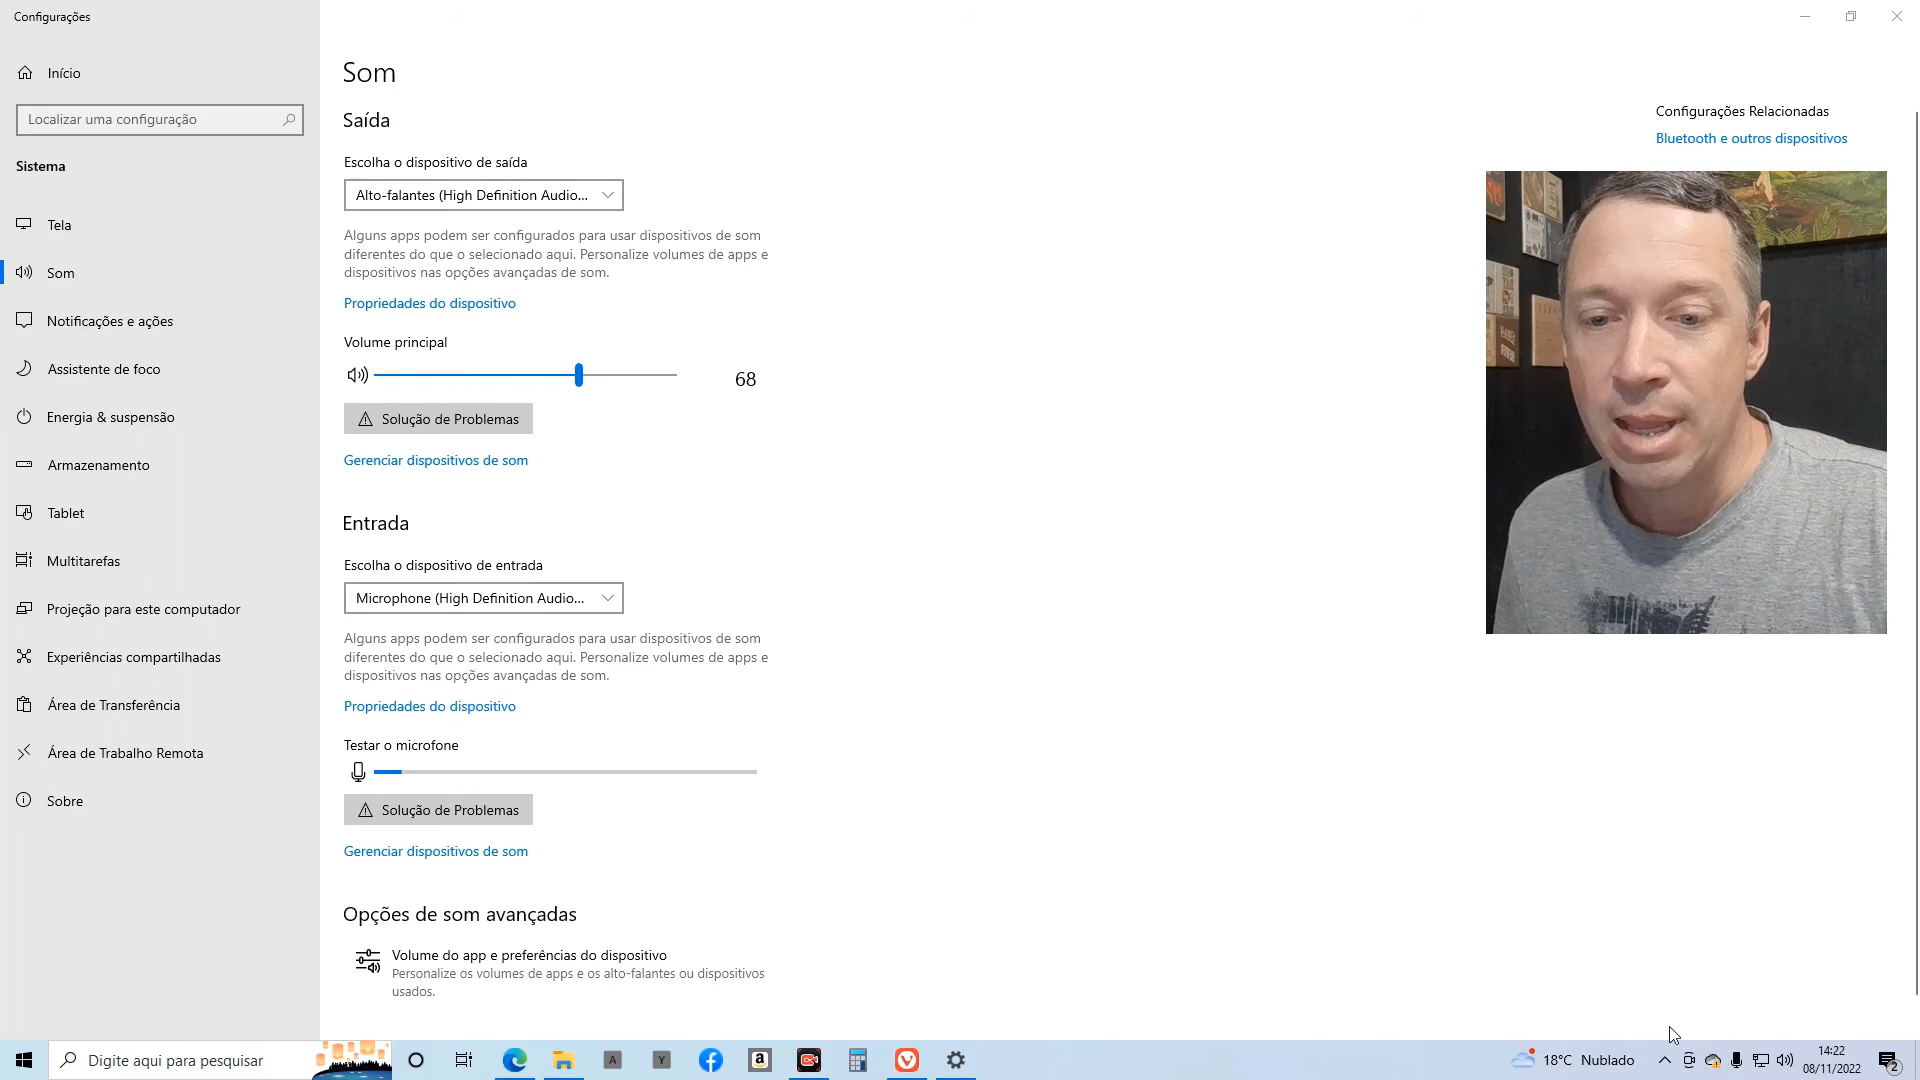 Configurações
Início
Localizar uma configuração
Sistema
Tela
Som
Notificações e ações
Assistente de foco
Energia & suspensão
Armazenamento
Tablet
Multitarefas
Projeção para este computador
Experiências compartilhadas
Área de Transferência
Área de Trabalho Remota
Sobre
Som
Saída
Escolha o dispositivo de saída
Alto-falantes (High Definition Audio...
Alguns apps podem ser configurados para usar dispositivos de som
diferentes do que o selecionado aqui. Personalize volumes de apps e
dispositivos nas opções avançadas de som.
Propriedades do dispositivo
Volume principal
68
Solução de Problemas
Gerenciar dispositivos de som
Entrada
Escolha o dispositivo de entrada
Microphone (High Definition Audio...
Alguns apps podem ser configurados para usar dispositivos de som
diferentes do que o selecionado aqui. Personalize volumes de apps e
dispositivos nas opções avançadas de som.
Propriedades do dispositivo
Testar o microfone
Solução de Problemas
Gerenciar dispositivos de som
Opções de som avançadas
Volume do app e preferências do dispositivo
Personalize os volumes de apps e os alto-falantes ou dispositivos
usados.
Configurações Relacionadas
Bluetooth e outros dispositivos
Digite aqui para pesquisar
A
Y
18°C Nublado
14:22
08/11/2022
2